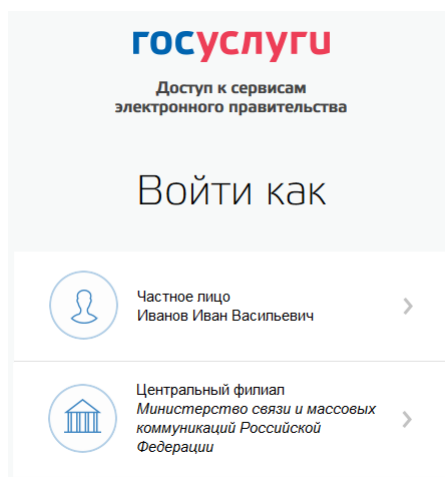 госуслуги
Доступ к сервисам
электронного правительства
Войти как
Частное лицо
Иванов Иван Васильевич
Центральный филиал
Министерство связи и массовых
коммуникаций Российской
Федерации